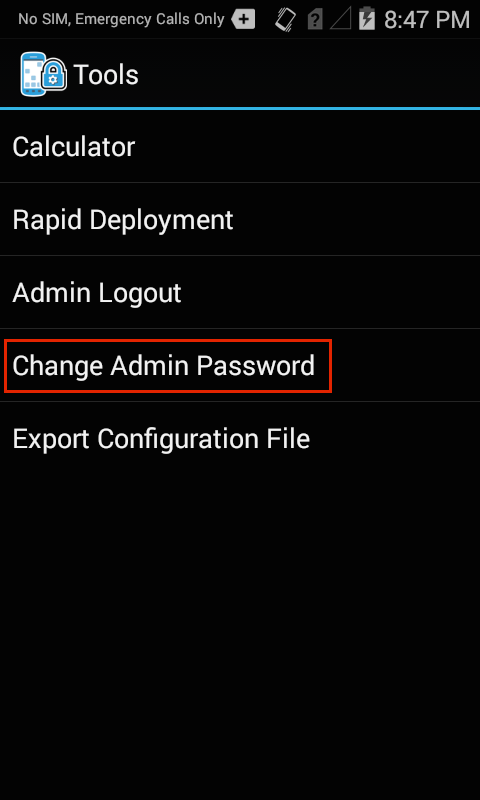 No SIM, Emergency Calls Only 8:47 PM
Tools
Calculator
Rapid Deployment
Admin Logout
Change Admin Password
Export Configuration File